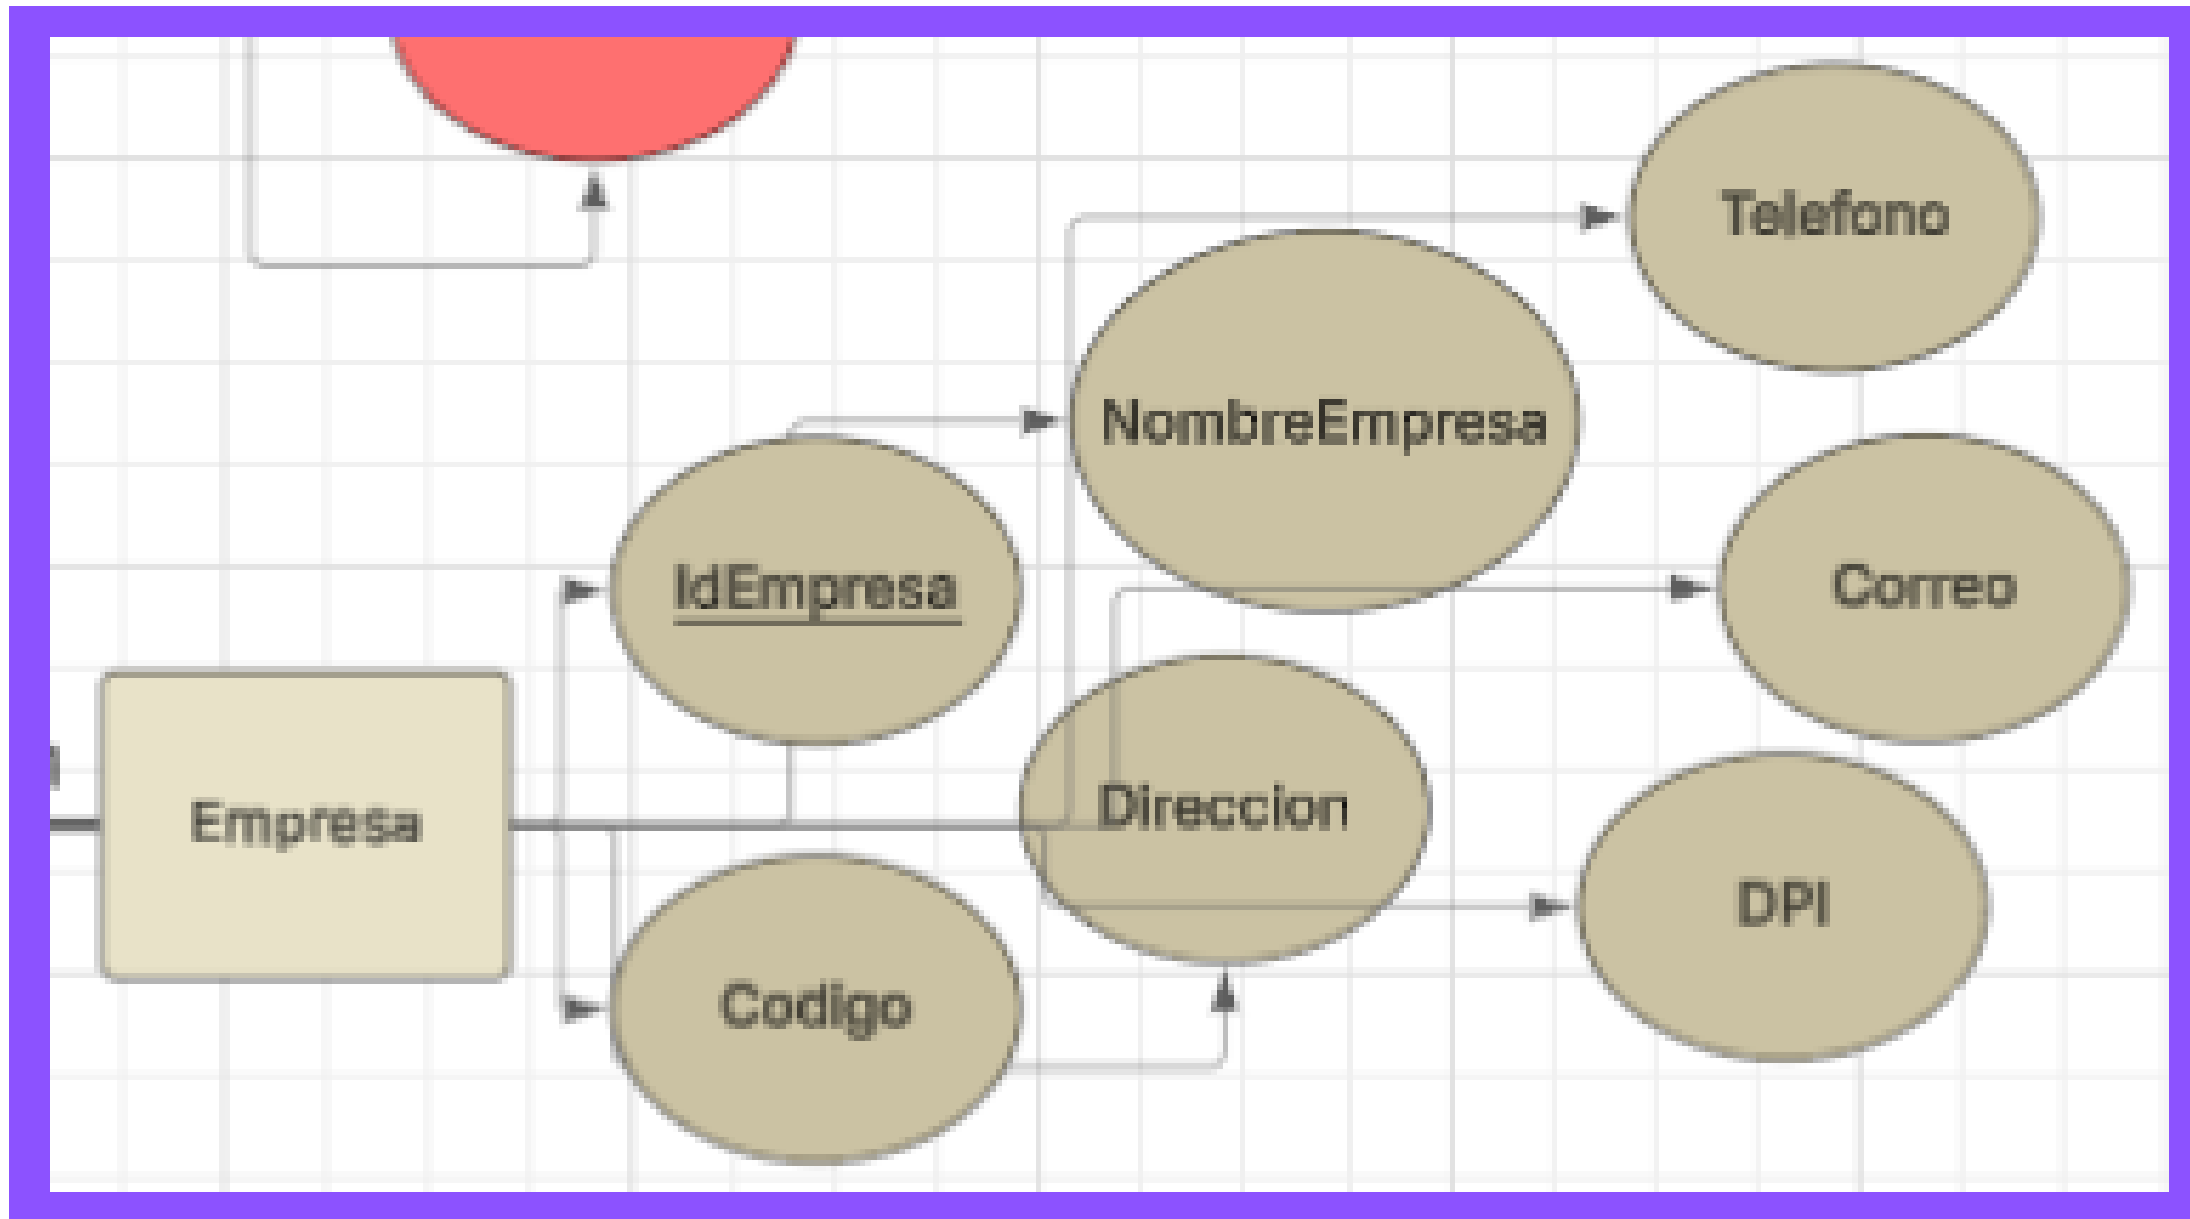 Telefono
NombreEmpresa
IdEmpresa
Correo
Empresa
Direccion
DPI
Codigo